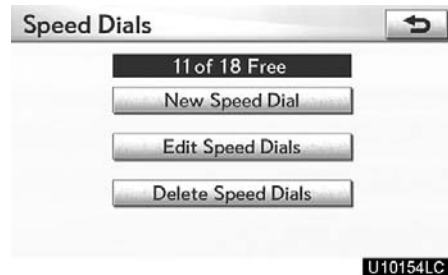 Speed Dials
11 of 18 Free
New Speed Dial
Edit Speed Dials
Delete Speed Dials
U10154LC